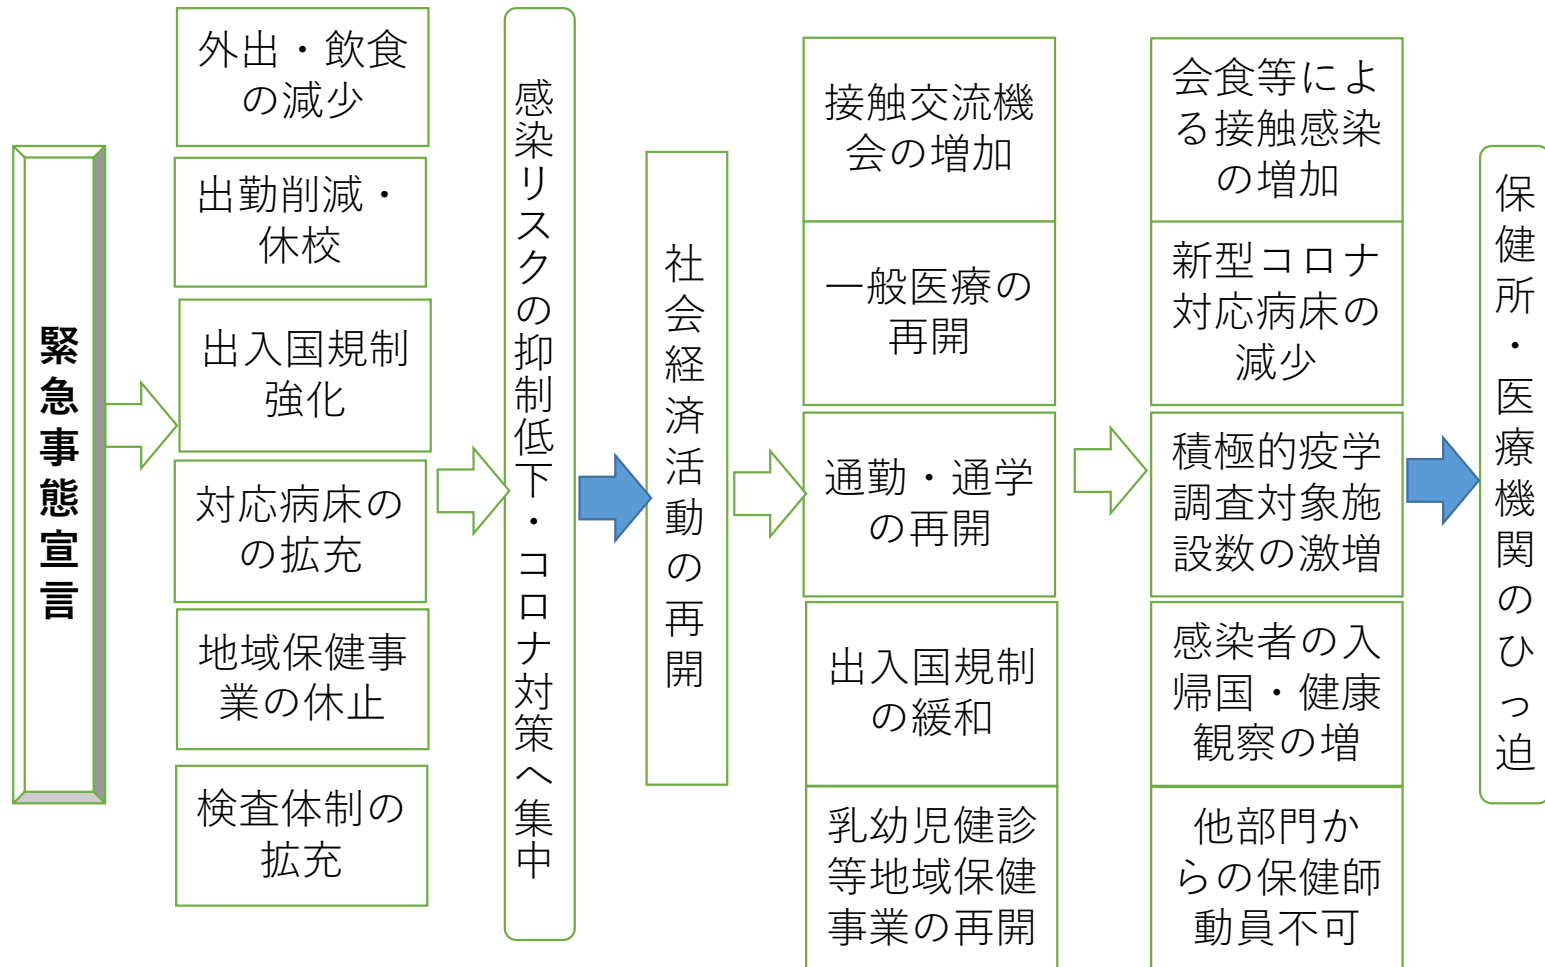 緊急事態宣言
外出・飲食
の減少
出勤削減・
休校
出入国規制
強化
対応病床の
の拡充
地域保健事
業の休止
検査体制の
拡充
感染リスクの抑制低下・コロナ対策へ集中
社会経済活動の再開
接触交流機
会の増加
一般医療の
再開
通勤・通学
の再開
出入国規制
の緩和
乳幼児健診
等地域保健
事業の再開
会食等によ
る接触感染
の増加
新型コロナ
対応病床の
減少
積極的疫学
調査対象施
設数の激増
感染者の入
帰国・健康
観察の増
他部門か
らの保健師
動員不可
保健所・医療機関のひっ迫